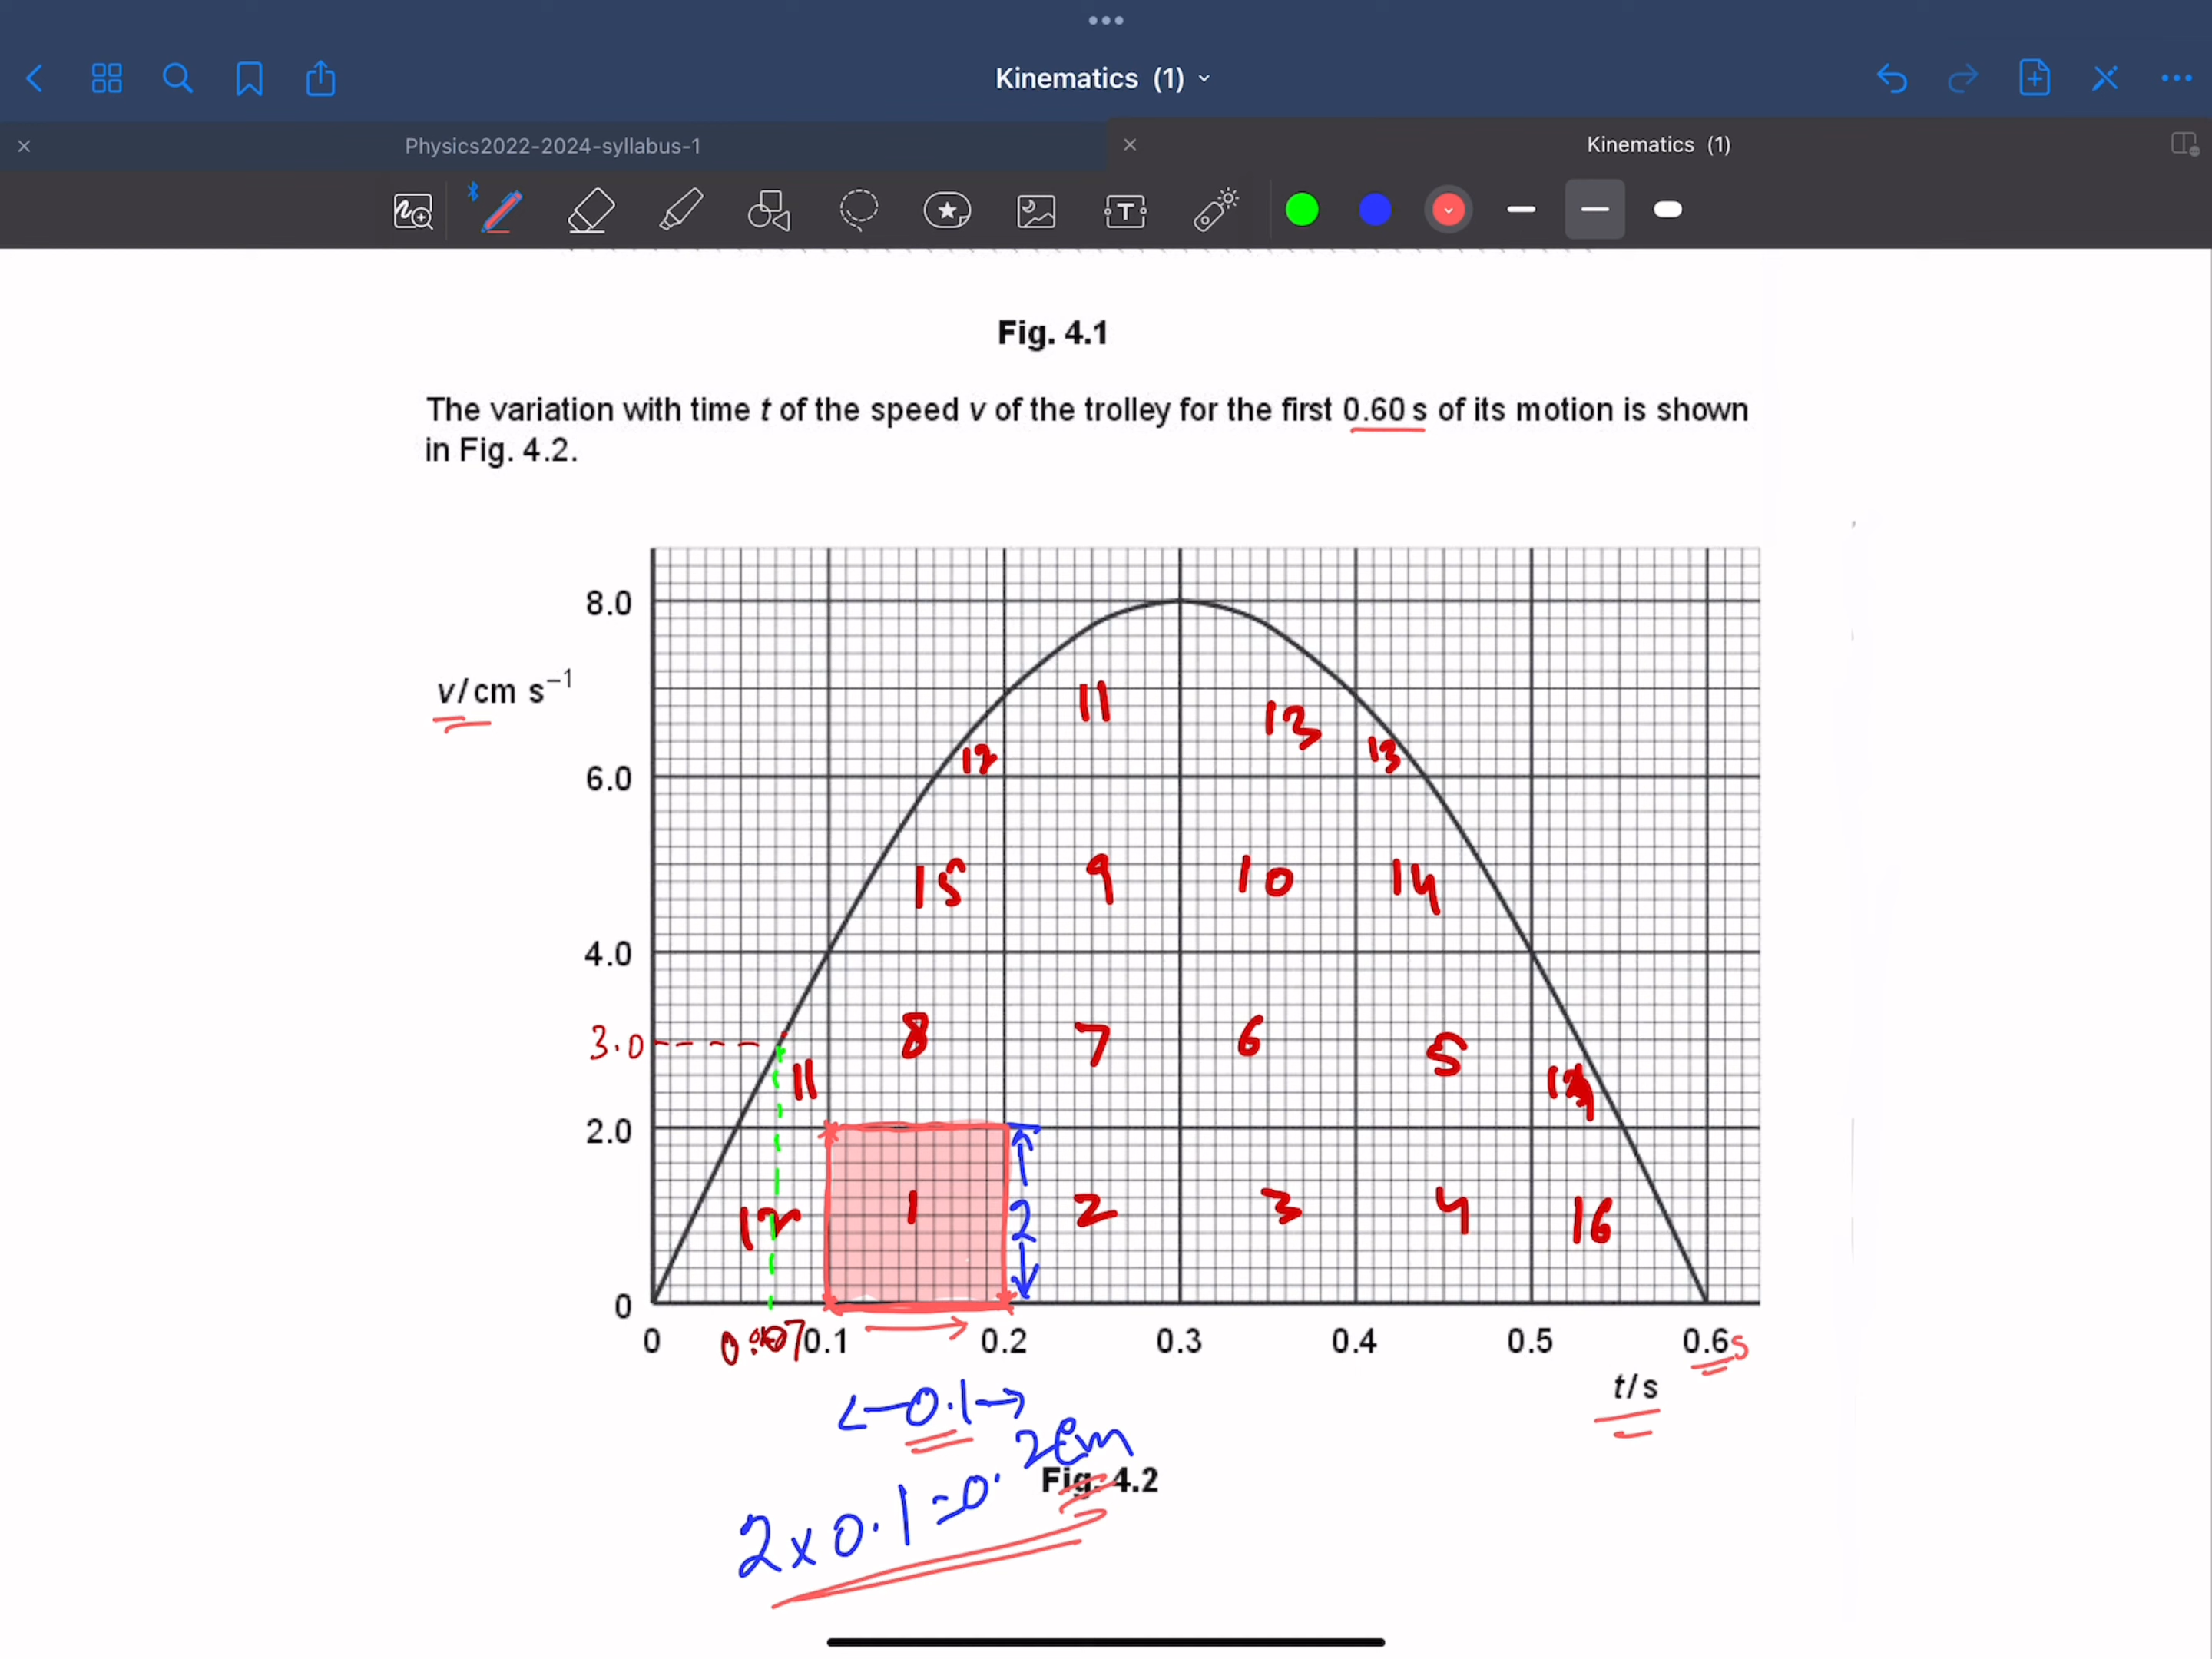 Kinematics (1)
Physics2022-2024-syllabus-1
Kinematics (1)
T
Fig. 4.1
The variation with time t of the speed v of the trolley for the first 0.60 s of its motion is shown
in Fig. 4.2.
8.0
v/cm s⁻¹
11
12
13
13
6.0
15
9
10
14
4.0
3.0
8
7
6
5
11
2.0
1
2
2
3
4
16
0
0
0.1
0.2
0.3
0.4
0.5
0.6s
t/s
0.1
2cm
Fig. 4.2
2 x 0.1 = 0.